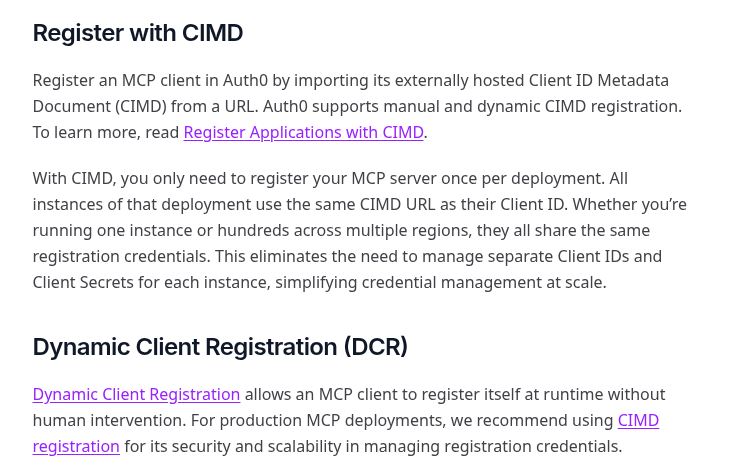 Register with CIMD
Register an MCP client in Auth0 by importing its externally hosted Client ID Metadata
Document (CIMD) from a URL. Auth0 supports manual and dynamic CIMD registration.
To learn more, read Register Applications with CIMD.
With CIMD, you only need to register your MCP server once per deployment. All
instances of that deployment use the same CIMD URL as their Client ID. Whether you’re
running one instance or hundreds across multiple regions, they all share the same
registration credentials. This eliminates the need to manage separate Client IDs and
Client Secrets for each instance, simplifying credential management at scale.
Dynamic Client Registration (DCR)
Dynamic Client Registration allows an MCP client to register itself at runtime without
human intervention. For production MCP deployments, we recommend using CIMD
registration for its security and scalability in managing registration credentials.